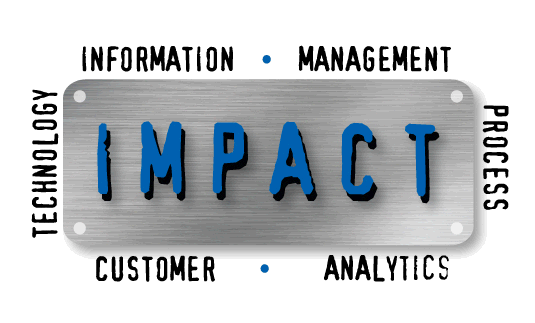 INFORMATION • MANAGEMENT
TECHNOLOGY
IMPACT
PROCESS
CUSTOMER • ANALYTICS